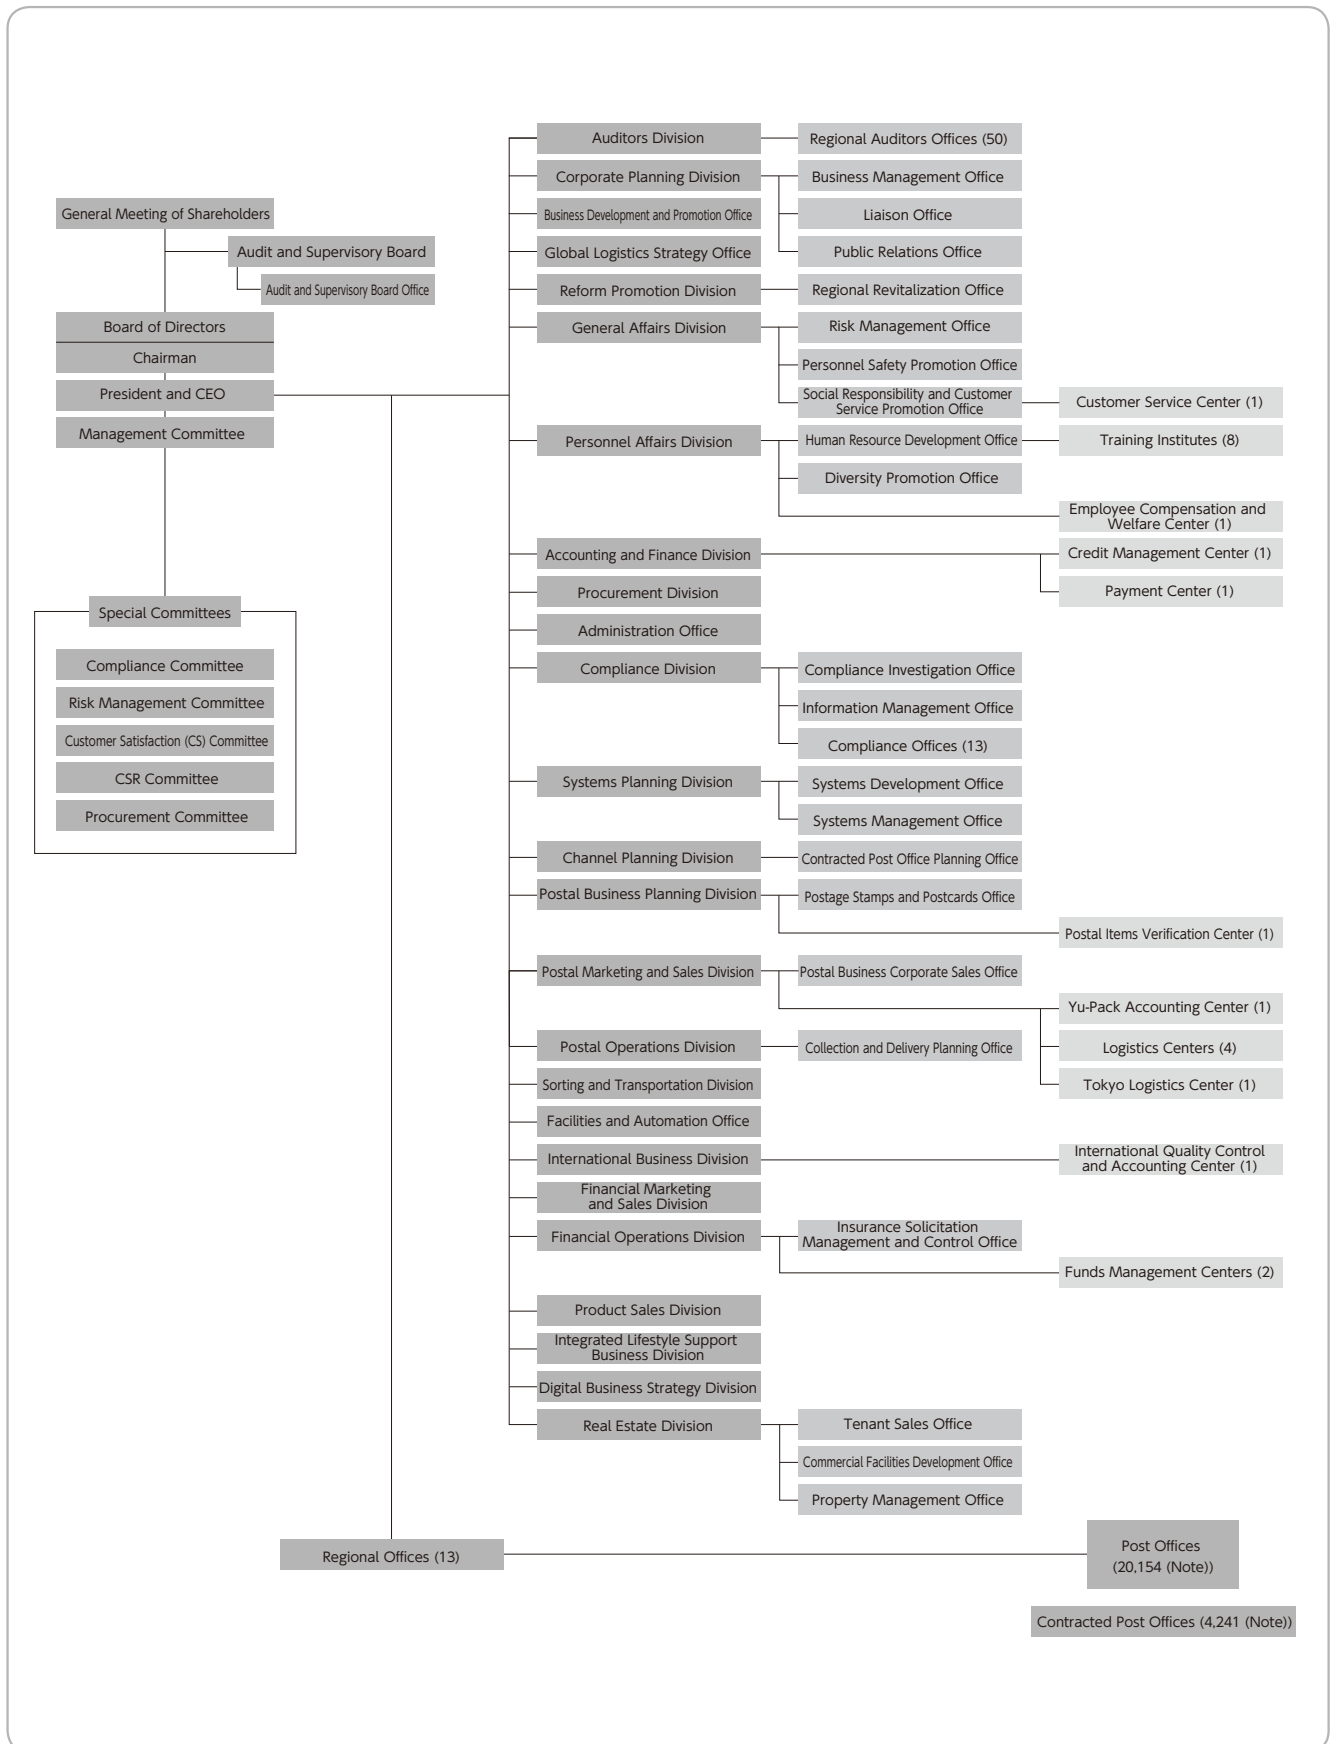 General Meeting of Shareholders
Audit and Supervisory Board
Audit and Supervisory Board Office
Board of Directors
Chairman
President and CEO
Management Committee
Special Committees
Compliance Committee
Risk Management Committee
Customer Satisfaction (CS) Committee
CSR Committee
Procurement Committee
Auditors Division
Regional Auditors Offices (50)
Corporate Planning Division
Business Management Office
Business Development and Promotion Office
Liaison Office
Global Logistics Strategy Office
Public Relations Office
Reform Promotion Division
Regional Revitalization Office
General Affairs Division
Risk Management Office
Personnel Safety Promotion Office
Social Responsibility and Customer
Service Promotion Office
Customer Service Center (1)
Personnel Affairs Division
Human Resource Development Office
Training Institutes (8)
Diversity Promotion Office
Employee Compensation and
Welfare Center (1)
Accounting and Finance Division
Credit Management Center (1)
Procurement Division
Payment Center (1)
Administration Office
Compliance Division
Compliance Investigation Office
Information Management Office
Compliance Offices (13)
Systems Planning Division
Systems Development Office
Systems Management Office
Channel Planning Division
Contracted Post Office Planning Office
Postal Business Planning Division
Postage Stamps and Postcards Office
Postal Items Verification Center (1)
Postal Marketing and Sales Division
Postal Business Corporate Sales Office
Yu-Pack Accounting Center (1)
Postal Operations Division
Collection and Delivery Planning Office
Logistics Centers (4)
Sorting and Transportation Division
Tokyo Logistics Center (1)
Facilities and Automation Office
International Business Division
International Quality Control
and Accounting Center (1)
Financial Marketing
and Sales Division
Financial Operations Division
Insurance Solicitation
Management and Control Office
Funds Management Centers (2)
Product Sales Division
Integrated Lifestyle Support
Business Division
Digital Business Strategy Division
Real Estate Division
Tenant Sales Office
Commercial Facilities Development Office
Property Management Office
Regional Offices (13)
Post Offices
(20,154 (Note))
Contracted Post Offices (4,241 (Note))